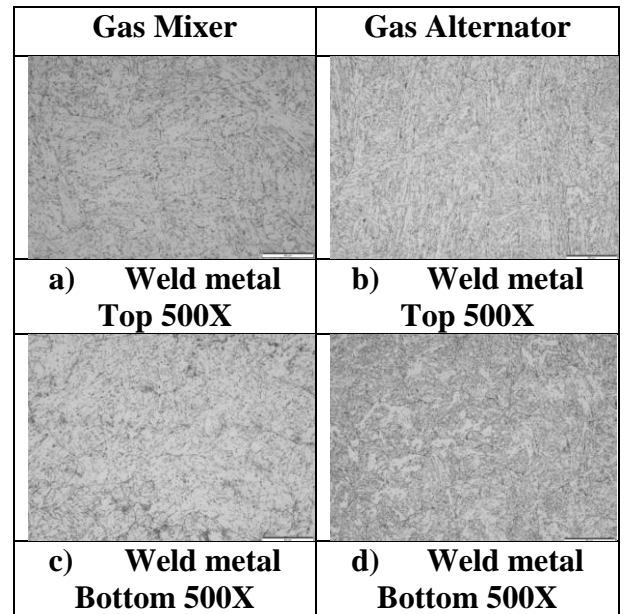 Gas Mixer
Gas Alternator
a) Weld metal
Top 500X
b) Weld metal
Top 500X
c) Weld metal
Bottom 500X
d) Weld metal
Bottom 500X